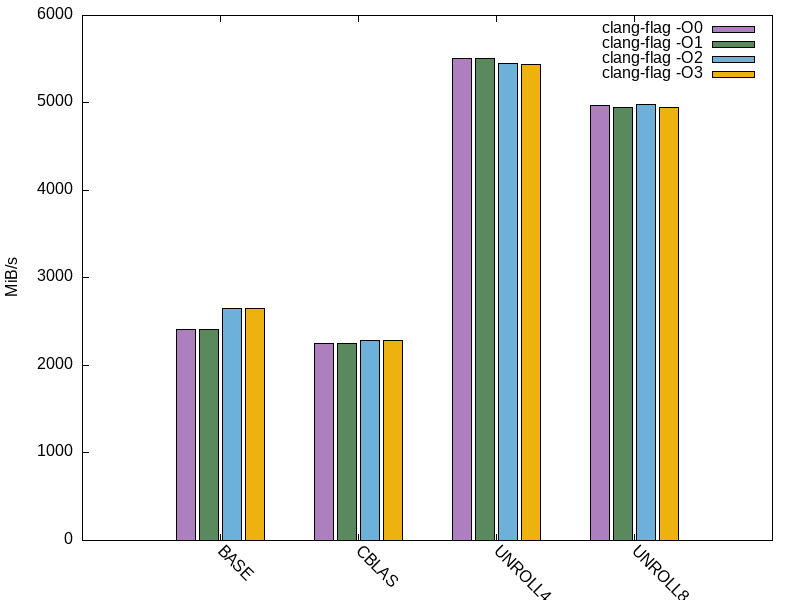 6000
5000
4000
3000
2000
1000
0
MiB/s
clang-flag -O0
clang-flag -O1
clang-flag -O2
clang-flag -O3
BASE
CBLAS
UNROLL4
UNROLL8